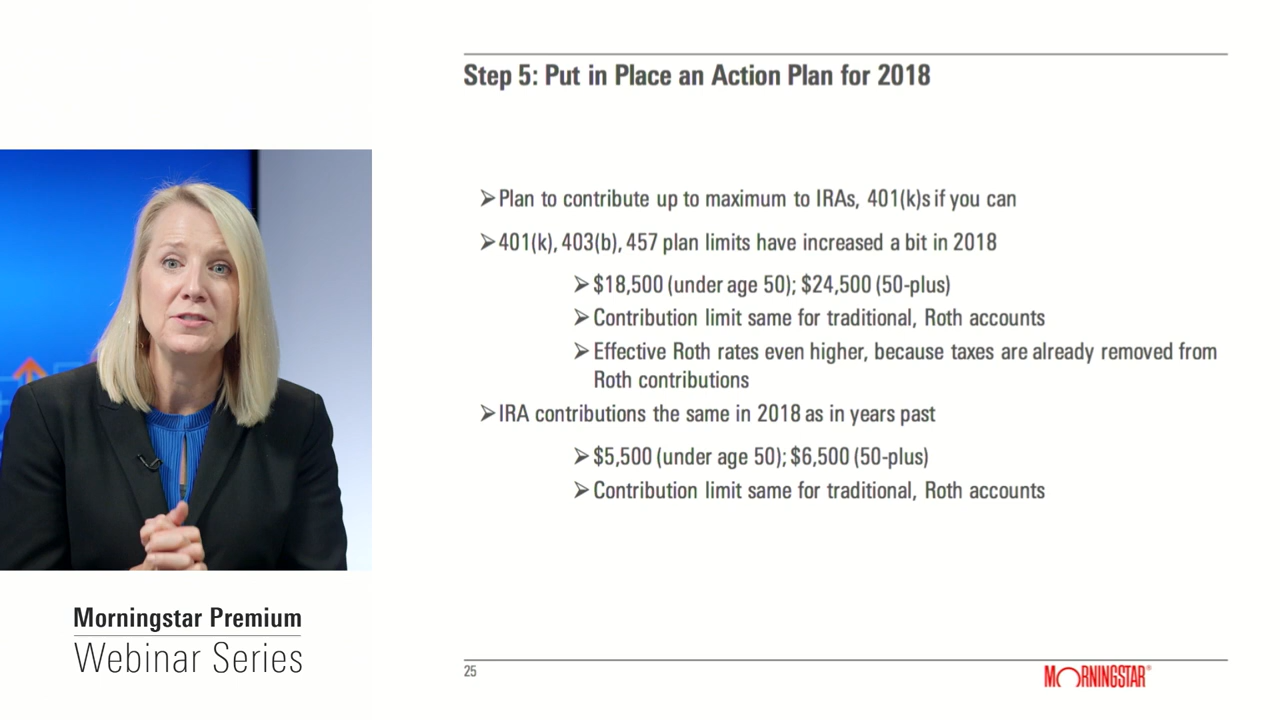 Step 5: Put in Place an Action Plan for 2018
➢Plan to contribute up to maximum to IRAs, 401(k)s if you can
➢401(k), 403(b), 457 plan limits have increased a bit in 2018
➢$18,500 (under age 50); $24,500 (50-plus)
➢Contribution limit same for traditional, Roth accounts
➢Effective Roth rates even higher, because taxes are already removed from
Roth contributions
➢IRA contributions the same in 2018 as in years past
➢$5,500 (under age 50); $6,500 (50-plus)
➢Contribution limit same for traditional, Roth accounts
Morningstar Premium
Webinar Series
25
MORNINGSTAR®